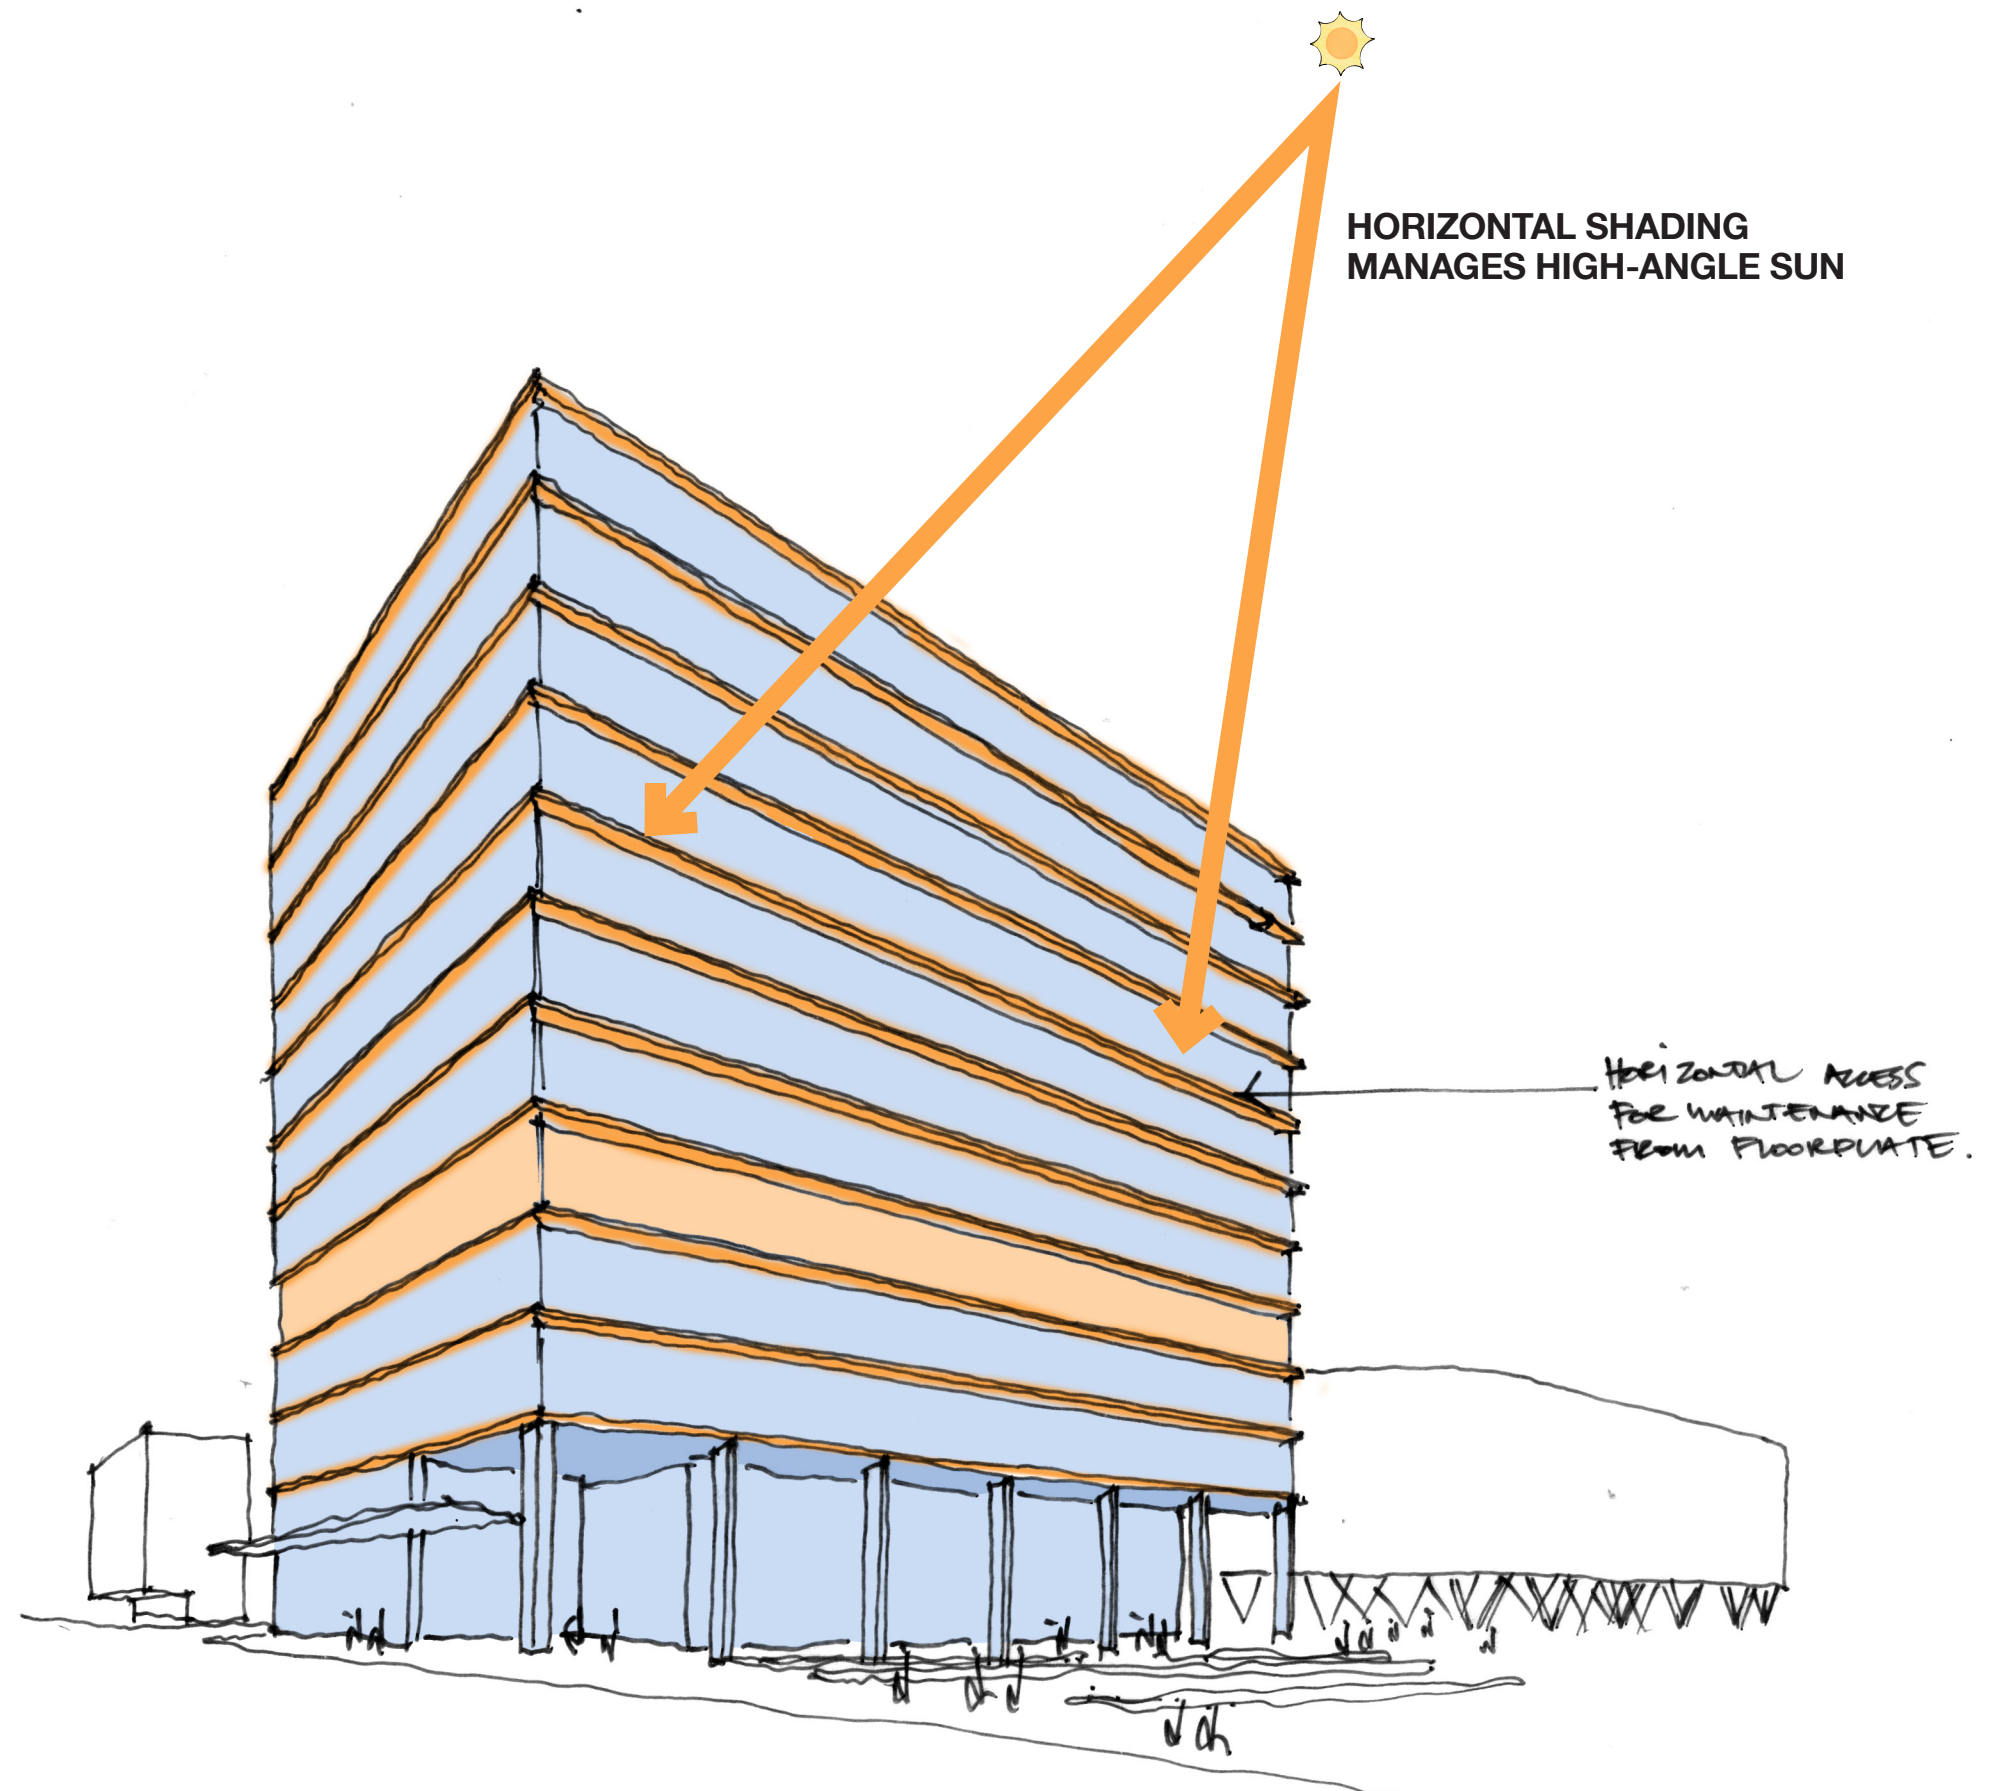 HORIZONTAL SHADING
MANAGES HIGH-ANGLE SUN
HORIZONTAL ACCESS
FOR MAINTENANCE
FROM FLOORPLATE.